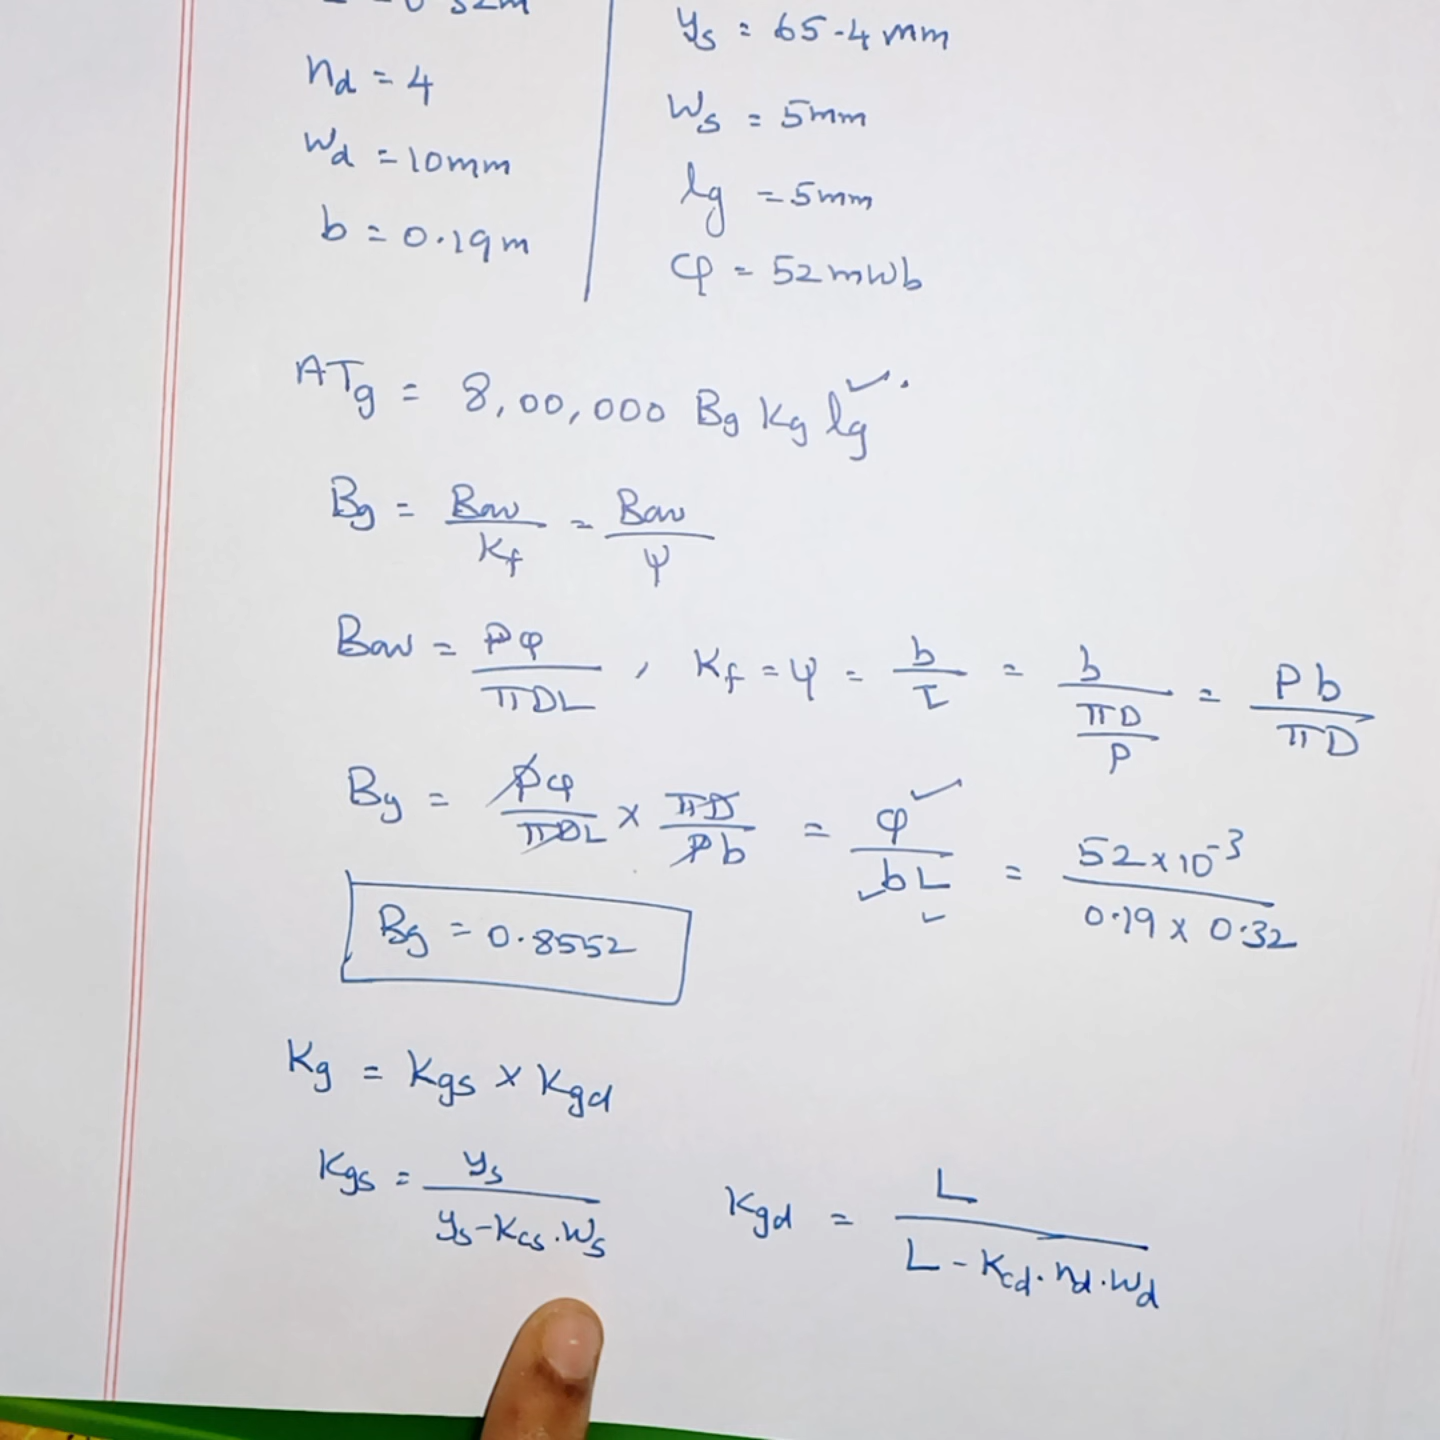 nd = 4
Wd = 10mm
b = 0.19m
ys = 65.4 mm
Ws = 5mm
lg = 5mm
φ = 52 mWb
ATg = 8,00,000 Bg Kg lg ✓.
Bg = Bav/Kf = Bav/ψ
Bav = Pφ/πDL , Kf = ψ = b/τ = b/(πD/P) = Pb/πD
Bg = Pφ/πDL × πD/Pb = φ/bL = 52×10^-3/0.19 × 0.32
Bg = 0.8552
Kg = Kgs × Kgd
Kgs = ys/ys-Kcs.Ws
Kgd = L/L - Kcd.nd.Wd